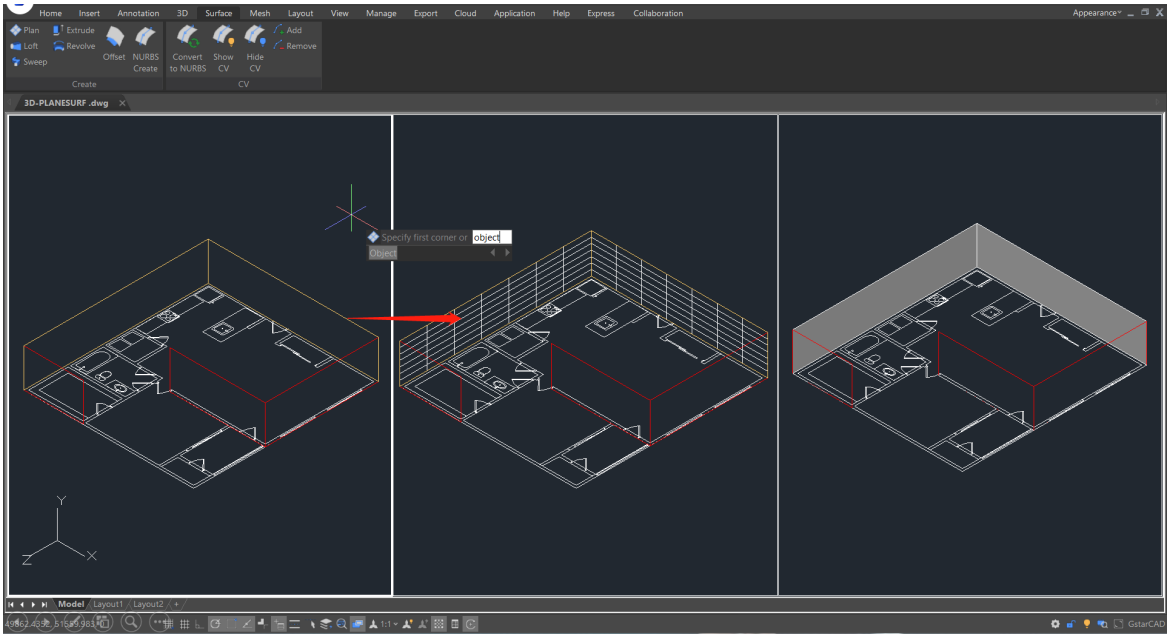 Home Insert Annotation 3D Surface Mesh Layout View Manage Export Cloud Application Help Express Collaboration Appearance
Plan Extrude Add
Loft Revolve Remove
Sweep Offset NURBS Create Convert to NURBS Show CV Hide CV
Create CV
3D-PLANESURF .dwg
Specify first corner or object
Object
Y
X
Z
Model Layout1 Layout2 +
1:1 GstarCAD